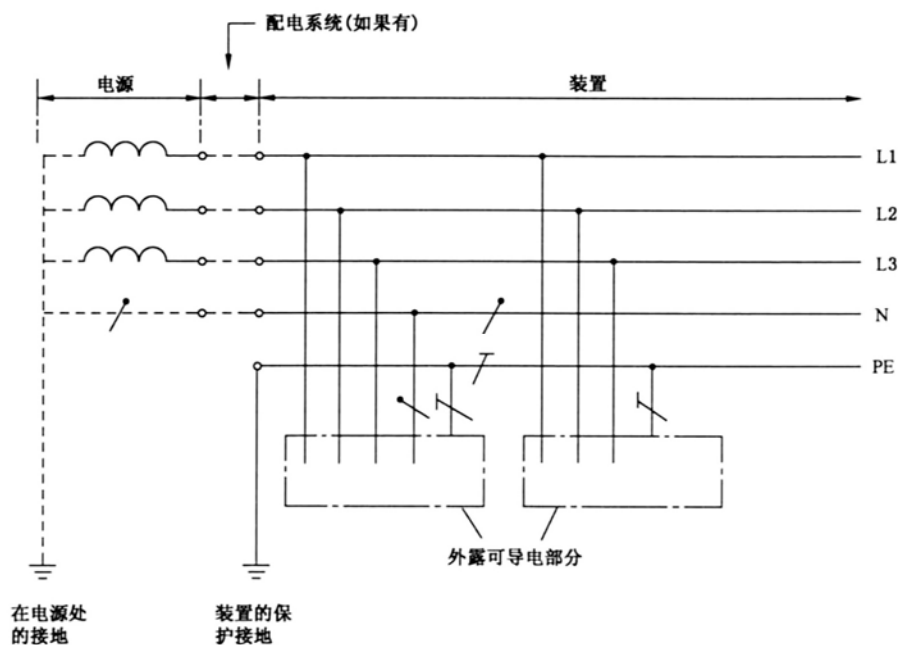 配电系统(如果有)
电源
装置
L1
L2
L3
N
PE
外露可导电部分
在电源处
的接地
装置的保
护接地